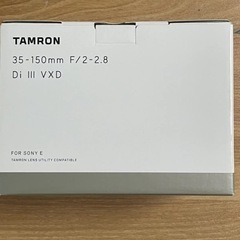 TAMRON
35-150mm F/2-2.8
Di III VXD
FOR SONY E
TAMRON LENS UTILITY COMPATIBLE